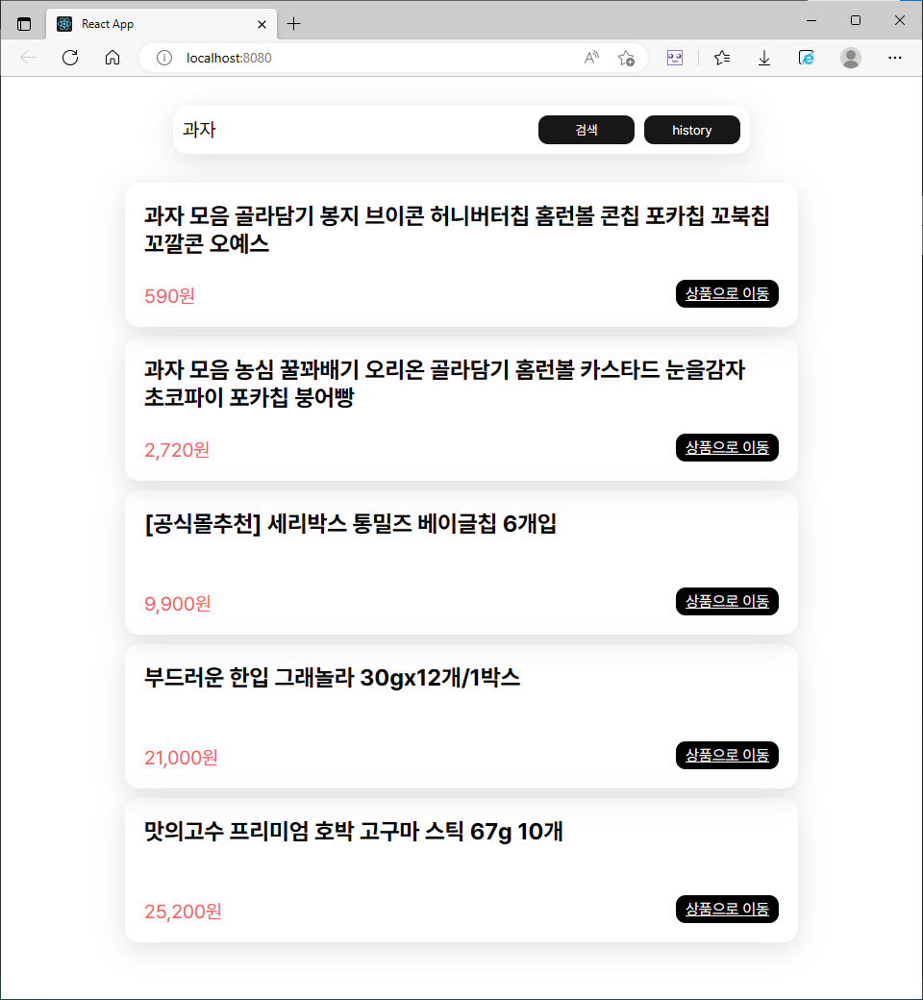 React App
localhost:8080
과자 검색 history
과자 모음 골라담기 봉지 브이콘 허니버터칩 홈런볼 콘칩 포카칩 꼬북칩
꼬깔콘 오예스
590원 상품으로 이동
과자 모음 농심 꿀꽈배기 오리온 골라담기 홈런볼 카스타드 눈을감자
초코파이 포카칩 붕어빵
2,720원 상품으로 이동
[공식몰추천] 세리박스 통밀즈 베이글칩 6개입
9,900원 상품으로 이동
부드러운 한입 그래놀라 30gx12개/1박스
21,000원 상품으로 이동
맛의고수 프리미엄 호박 고구마 스틱 67g 10개
25,200원 상품으로 이동